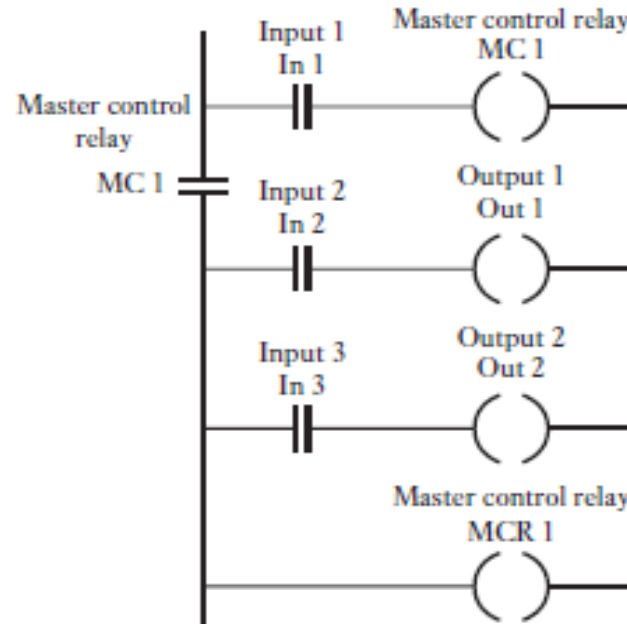 Input 1
In 1
Master control relay
MC 1
Master control
relay
MC 1
Input 2
In 2
Output 1
Out 1
Input 3
In 3
Output 2
Out 2
Master control relay
MCR 1